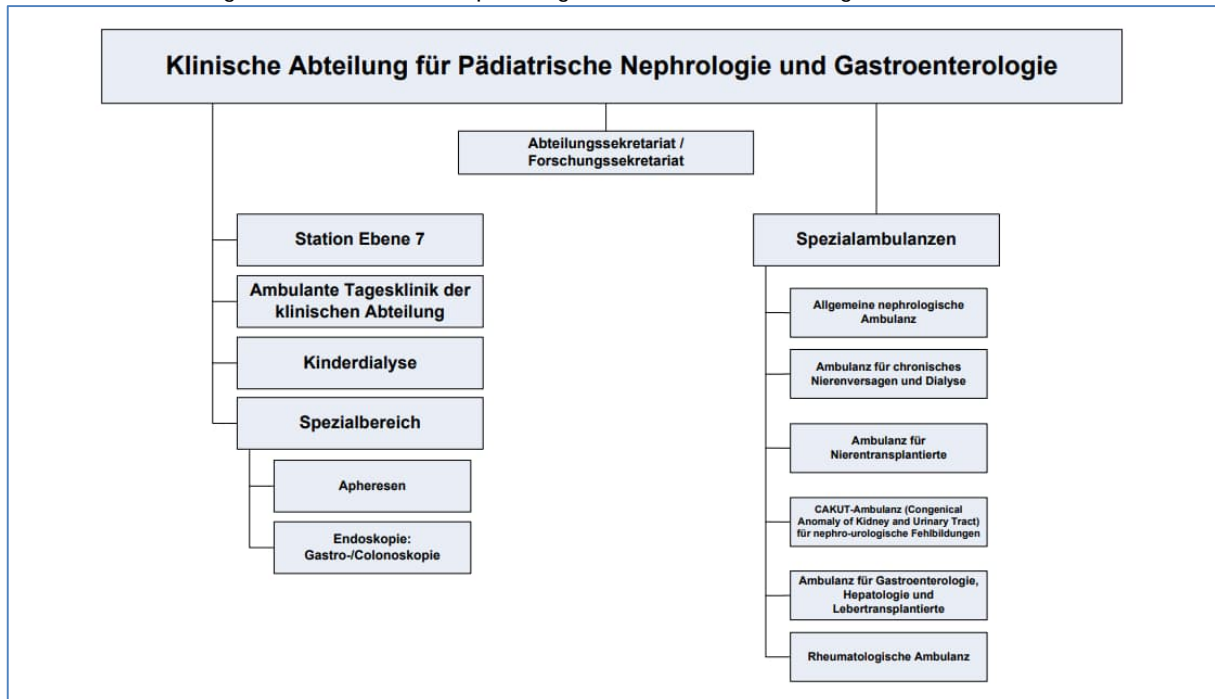 Klinische Abteilung für Pädiatrische Nephrologie und Gastroenterologie
Abteilungssekretariat /
Forschungssekretariat
Station Ebene 7
Ambulante Tagesklinik der
klinischen Abteilung
Kinderdialyse
Spezialbereich
Apheresen
Endoskopie:
Gastro-/Colonoskopie
Spezialambulanzen
Allgemeine nephrologische
Ambulanz
Ambulanz für chronisches
Nierenversagen und Dialyse
Ambulanz für
Nierentransplantierte
CAKUT-Ambulanz (Congenical
Anomaly of Kidney and Urinary Tract)
für nephro-urologische Fehlbildungen
Ambulanz für Gastroenterologie,
Hepatologie und
Lebertransplantierte
Rheumatologische Ambulanz